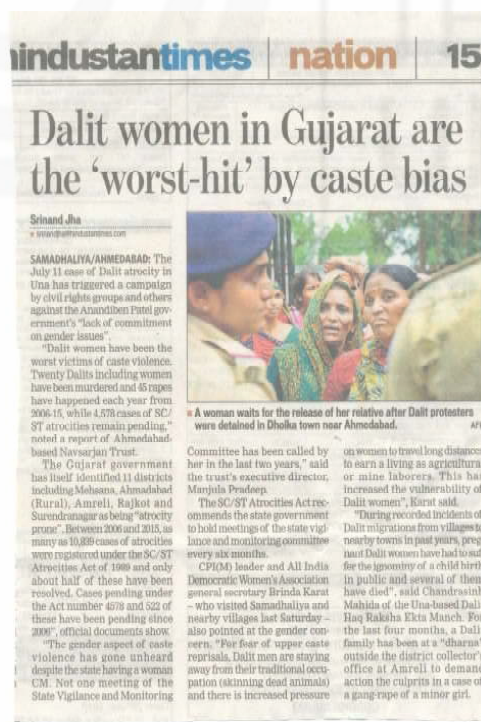 hindustantimes | nation | 15
Dalit women in Gujarat are
the ‘worst-hit’ by caste bias
Srinand Jha
SAMADHALIYA/AHMEDABAD: The
July 11 case of Dalit atrocity in
Una has triggered a campaign
by civil rights groups and others
against the Anandiben Patel gov-
ernment's "lack of commitment
on gender issues".
"Dalit women have been the
worst victims of caste violence.
Twenty Dalits including women
have been murdered and 45 rapes
have happened each year from
2006-15, while 4,578 cases of SC/
ST atrocities remain pending,"
noted a report of Ahmedabad-
based Navsarjan Trust.
The Gujarat government
has itself identified 11 districts
including Mehsana, Ahmadabad
(Rural), Amreli, Rajkot and
Surendranagar as being "atrocity
prone". Between 2006 and 2015, as
many as 10,839 cases of atrocities
were registered under the SC/ST
Atrocities Act of 1989 and only
about half of these have been
resolved. Cases pending under
the Act number 4578 and 522 of
these have been pending since
2006", official documents show.
"The gender aspect of caste
violence has gone unheard
despite the state having a woman
CM. Not one meeting of the
State Vigilance and Monitoring
A woman waits for the release of her relative after Dalit protesters
were detained in Dholka town near Ahmedabad.
Committee has been called by
her in the last two years," said
the trust's executive director,
Manjula Pradeep.
The SC/ST Atrocities Act rec-
ommends the state government
to hold meetings of the state vigi-
lance and monitoring committee
every six months.
CPI(M) leader and All India
Democratic Women's Association
general secretary Brinda Karat
– who visited Samadhaliya and
nearby villages last Saturday –
also pointed at the gender con-
cern, "For fear of upper caste
reprisals, Dalit men are staying
away from their traditional occu-
pation (skinning dead animals)
and there is increased pressure
on women to travel long distances
to earn a living as agricultura
or mine laborers. This has
increased the vulnerability of
Dalit women", Karat said.
"During recorded incidents of
Dalit migrations from villages to
nearby towns in past years, preg
nant Dalit women have had to suf
fer the ignominy of a child birth
in public and several of them
have died", said Chandrasinh
Mahida of the Una-based Dali
Haq Raksha Ekta Manch. For
the last four months, a Dali
family has been at a "dharna"
outside the district collector'
office at Amreli to demand
action the culprits in a case of
a gang-rape of a minor girl.